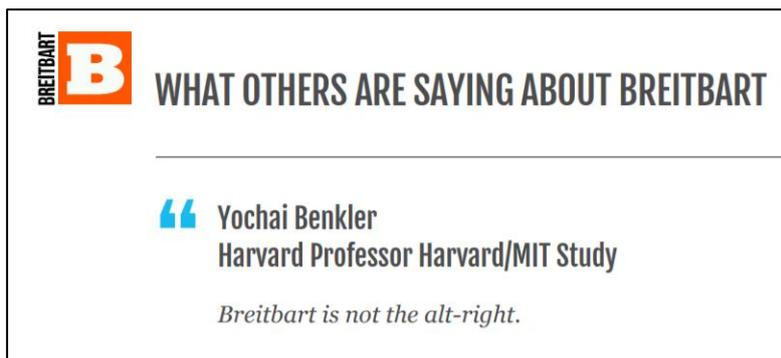 BREITBART
B
WHAT OTHERS ARE SAYING ABOUT BREITBART
“ Yochai Benkler
Harvard Professor Harvard/MIT Study
Breitbart is not the alt-right.